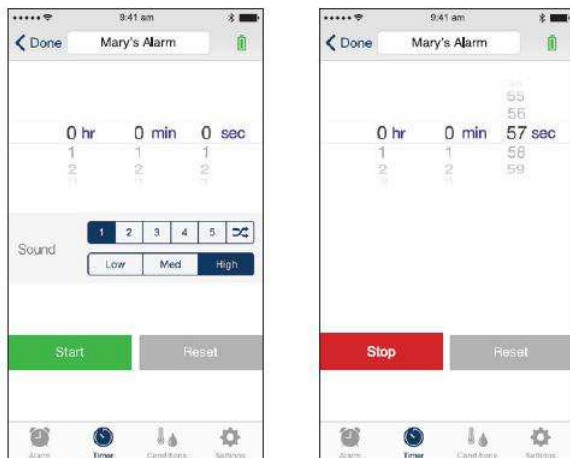 9:41 am
Done
Mary's Alarm
0 hr 0 min 0 sec
1 1 1
2 2 2
Sound
1 2 3 4 5
Low Med High
Start
Reset
Alarm Timer Conditions Settings
9:41 am
Done
Mary's Alarm
55
56
0 hr 0 min 57 sec
1 1 58
2 2 59
Stop
Reset
Alarm Timer Conditions Settings